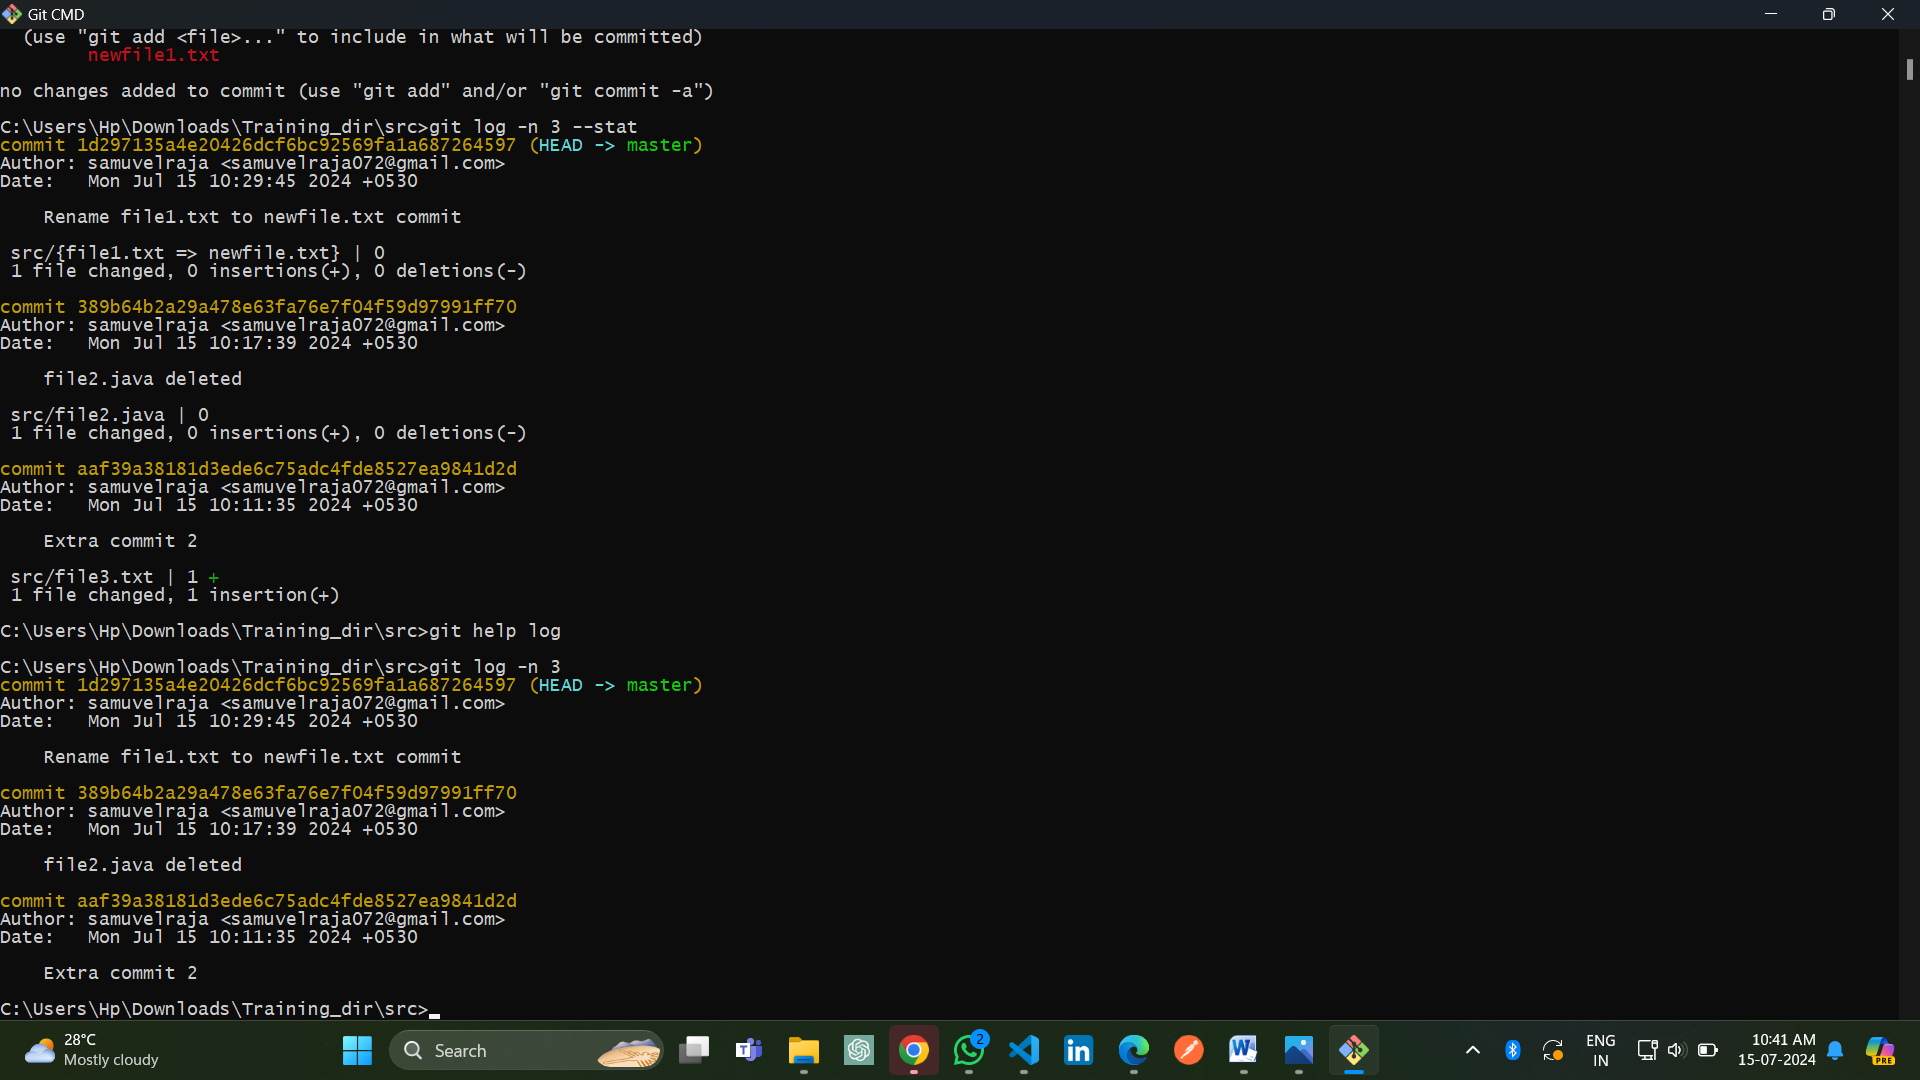 Git CMD
(use "git add <file>..." to include in what will be committed)
newfile1.txt
no changes added to commit (use "git add" and/or "git commit -a")
C:\Users\Hp\Downloads\Training_dir\src>git log -n 3 --stat
commit 1d297135a4e20426dcf6bc92569fa1a687264597 (HEAD -> master)
Author: samuvelraja <samuvelraja072@gmail.com>
Date:   Mon Jul 15 10:29:45 2024 +0530
Rename file1.txt to newfile.txt commit
src/{file1.txt => newfile.txt} | 0
1 file changed, 0 insertions(+), 0 deletions(-)
commit 389b64b2a29a478e63fa76e7f04f59d97991ff70
Author: samuvelraja <samuvelraja072@gmail.com>
Date:   Mon Jul 15 10:17:39 2024 +0530
file2.java deleted
src/file2.java | 0
1 file changed, 0 insertions(+), 0 deletions(-)
commit aaf39a38181d3ede6c75adc4fde8527ea9841d2d
Author: samuvelraja <samuvelraja072@gmail.com>
Date:   Mon Jul 15 10:11:35 2024 +0530
Extra commit 2
src/file3.txt | 1 +
1 file changed, 1 insertion(+)
C:\Users\Hp\Downloads\Training_dir\src>git help log
C:\Users\Hp\Downloads\Training_dir\src>git log -n 3
commit 1d297135a4e20426dcf6bc92569fa1a687264597 (HEAD -> master)
Author: samuvelraja <samuvelraja072@gmail.com>
Date:   Mon Jul 15 10:29:45 2024 +0530
Rename file1.txt to newfile.txt commit
commit 389b64b2a29a478e63fa76e7f04f59d97991ff70
Author: samuvelraja <samuvelraja072@gmail.com>
Date:   Mon Jul 15 10:17:39 2024 +0530
file2.java deleted
commit aaf39a38181d3ede6c75adc4fde8527ea9841d2d
Author: samuvelraja <samuvelraja072@gmail.com>
Date:   Mon Jul 15 10:11:35 2024 +0530
Extra commit 2
C:\Users\Hp\Downloads\Training_dir\src>
28°C
Mostly cloudy
Search
2
ENG
IN
10:41 AM
15-07-2024
PRE